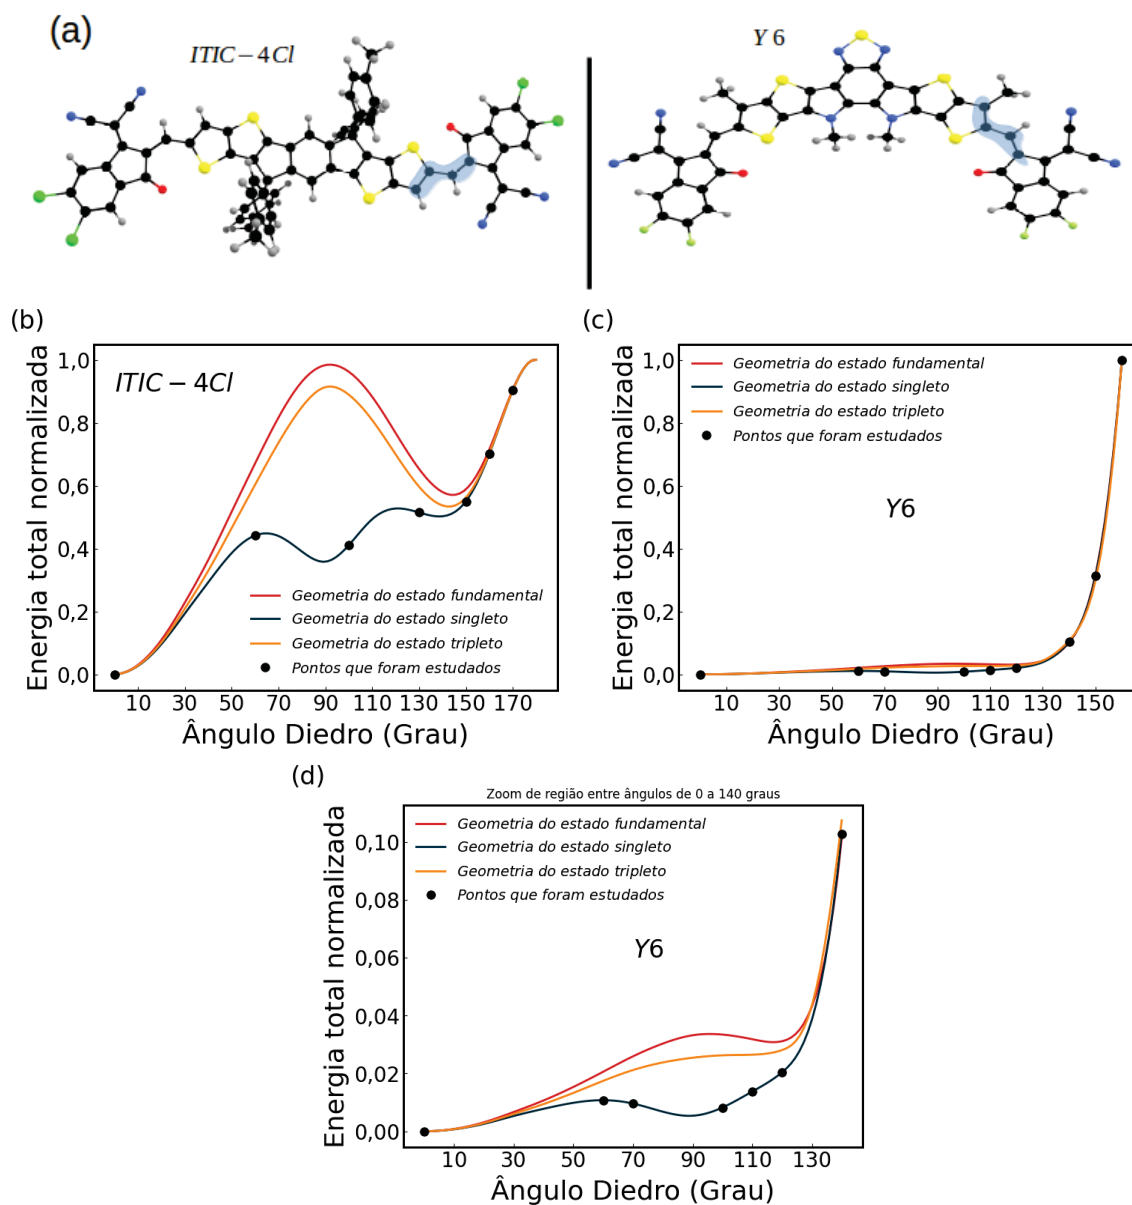 (a)
ITIC – 4Cl
Y 6
(b)
Energia total normalizada
1,0
0,8
0,6
0,4
0,2
0,0
ITIC − 4Cl
Geometria do estado fundamental
Geometria do estado singleto
Geometria do estado tripleto
Pontos que foram estudados
10 30 50 70 90 110 130 150 170
Ângulo Diedro (Grau)
(c)
Energia total normalizada
1,0
0,8
0,6
0,4
0,2
0,0
Geometria do estado fundamental
Geometria do estado singleto
Geometria do estado tripleto
Pontos que foram estudados
Y6
10 30 50 70 90 110 130 150
Ângulo Diedro (Grau)
(d)
Zoom de região entre ângulos de 0 a 140 graus
Energia total normalizada
0,10
0,08
0,06
0,04
0,02
0,00
Geometria do estado fundamental
Geometria do estado singleto
Geometria do estado tripleto
Pontos que foram estudados
Y6
10 30 50 70 90 110 130
Ângulo Diedro (Grau)